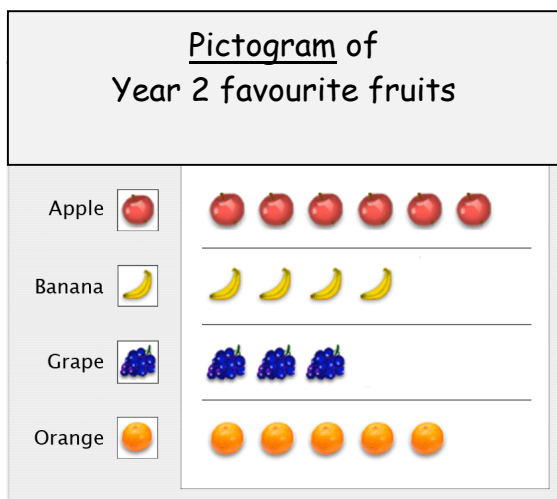 Pictogram of
Year 2 favourite fruits
Apple
Banana
Grape
Orange